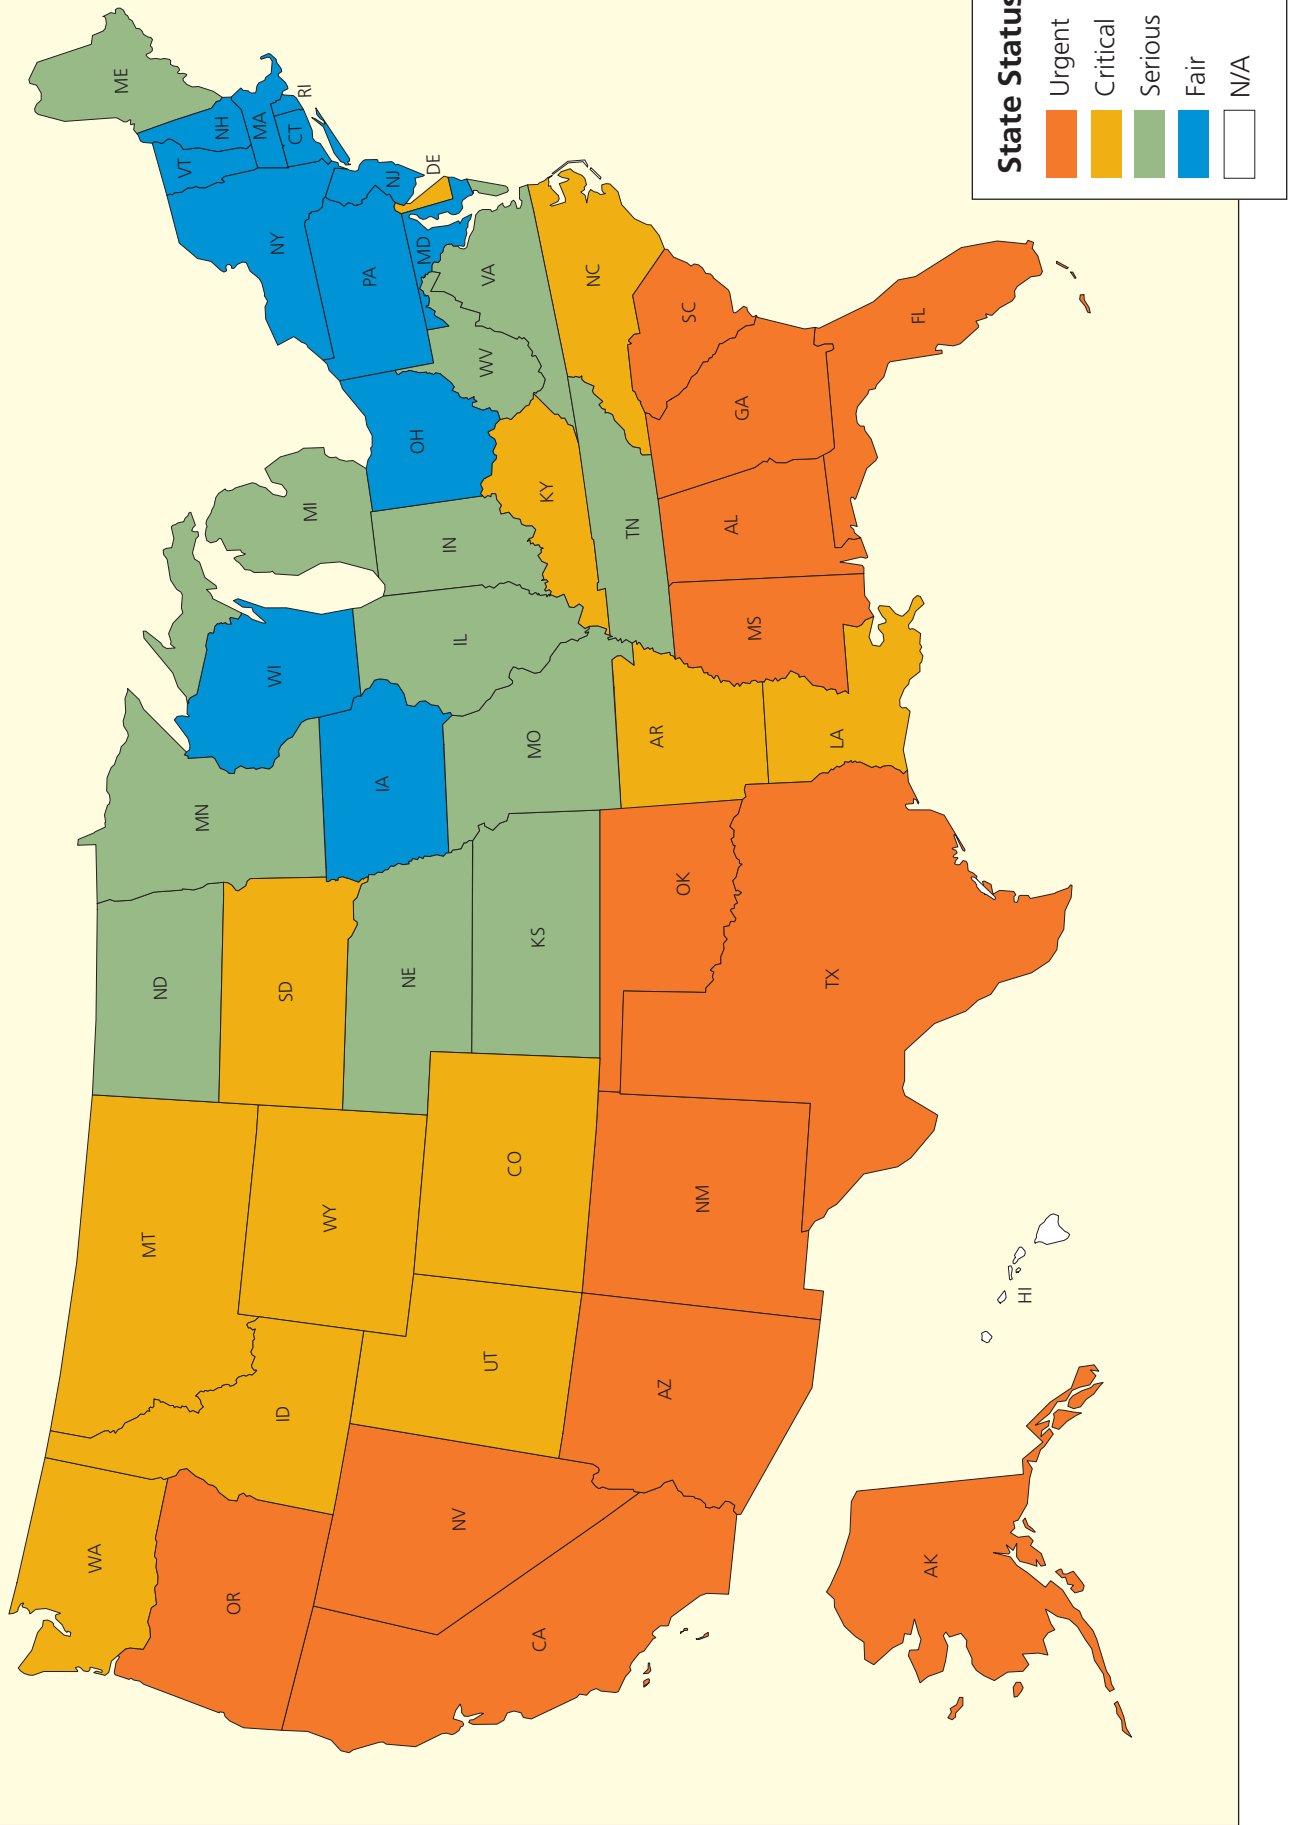 WA
OR
CA
NV
ID
MT
WY
UT
AZ
CO
NM
ND
SD
NE
KS
OK
TX
MN
IA
MO
AR
LA
WI
IL
MI
IN
OH
KY
TN
MS
AL
GA
FL
SC
NC
VA
WV
MD
DE
PA
NJ
NY
CT
RI
MA
VT
NH
ME
AK
HI
State Status
Urgent
Critical
Serious
Fair
N/A